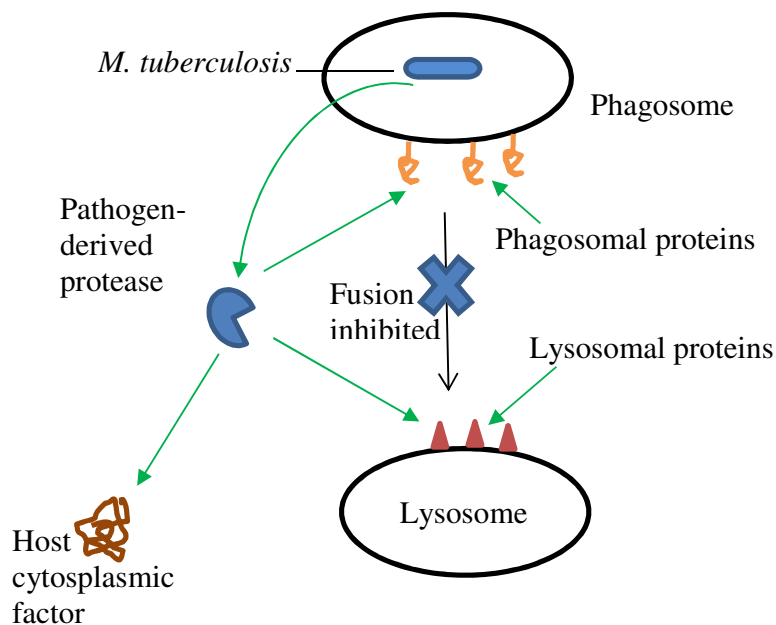 M. tuberculosis
Phagosome
Pathogen-
derived
protease
Phagosomal proteins
Fusion
inhibited
Lysosomal proteins
Lysosome
Host
cytosplasmic
factor